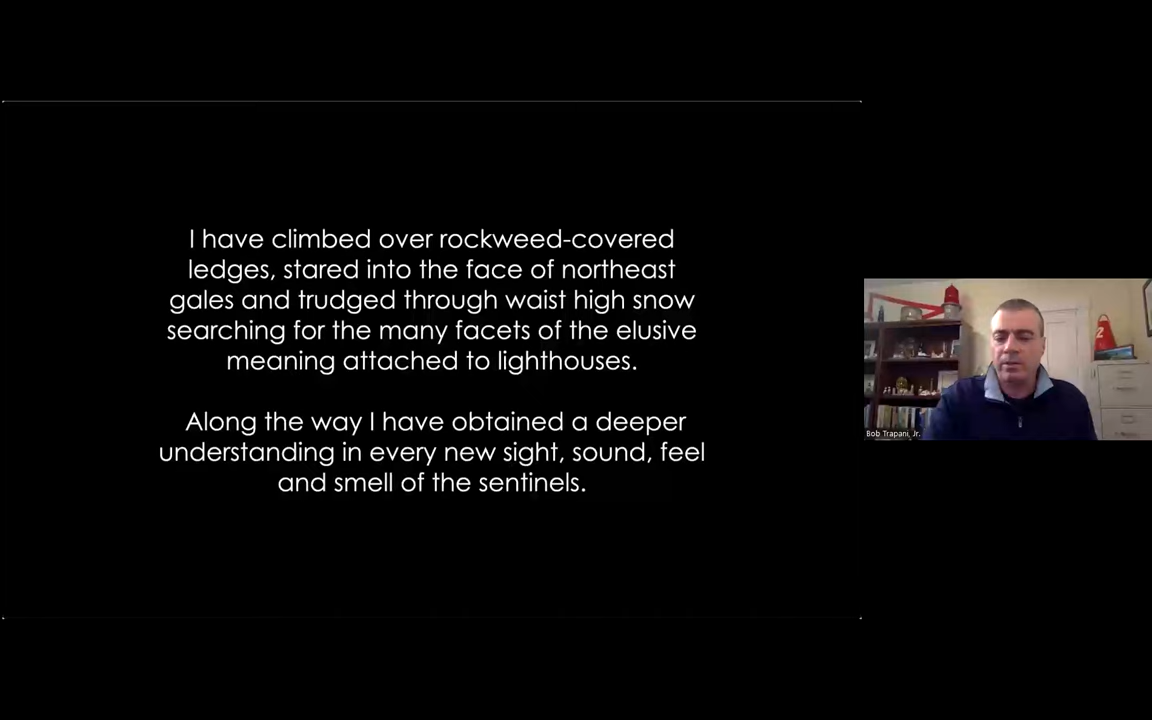 I have climbed over rockweed-covered
ledges, stared into the face of northeast
gales and trudged through waist high snow
searching for the many facets of the elusive
meaning attached to lighthouses.
Along the way I have obtained a deeper
understanding in every new sight, sound, feel
and smell of the sentinels.
2
Bob Trapani, Jr.